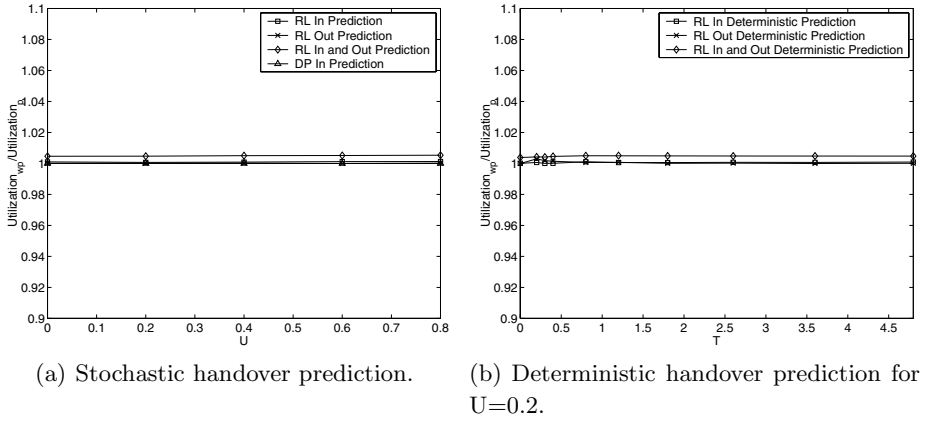 1.1
1.08
1.06
1.04
1.02
1
0.98
0.96
0.94
0.92
0.9
Utilization_wp/Utilization_p
0 0.1 0.2 0.3 0.4 0.5 0.6 0.7 0.8
U
RL In Prediction
RL Out Prediction
RL In and Out Prediction
DP In Prediction
(a) Stochastic handover prediction.
1.1
1.08
1.06
1.04
1.02
1
0.98
0.96
0.94
0.92
0.9
Utilization_wp/Utilization_p
0 0.5 1 1.5 2 2.5 3 3.5 4 4.5
T
RL In Deterministic Prediction
RL Out Deterministic Prediction
RL In and Out Deterministic Prediction
(b) Deterministic handover prediction for
U=0.2.